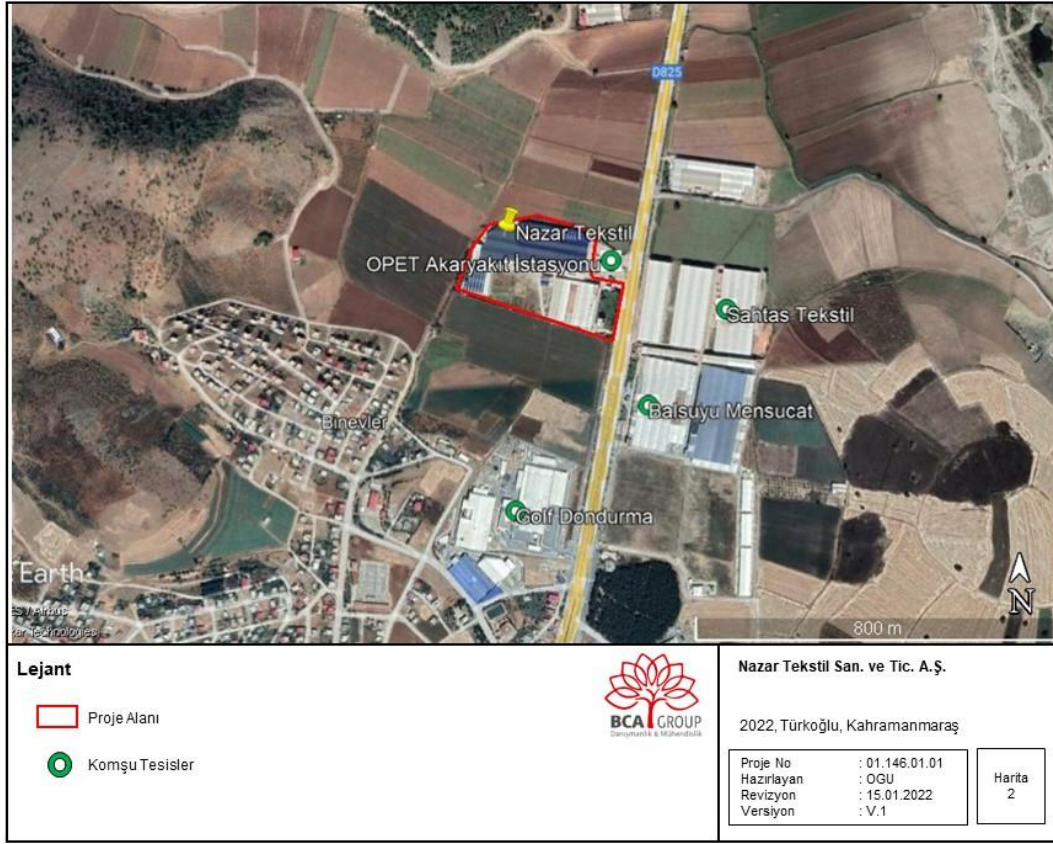 D825
Nazar Tekstil
OPET Akaryakıt İstasyonu
Sahtas Tekstil
Balsuyu Mensucat
Binevler
Golf Dondurma
Earth
N
800 m
Lejant
Proje Alanı
Komşu Tesisler
BCA GROUP
Danışmanlık & Mühendislik
Nazar Tekstil San. ve Tic. A.Ş.
2022, Türkoğlu, Kahramanmaraş
Proje No : 01.146.01.01
Hazırlayan : OGU
Revizyon : 15.01.2022
Versiyon : V.1
Harita
2